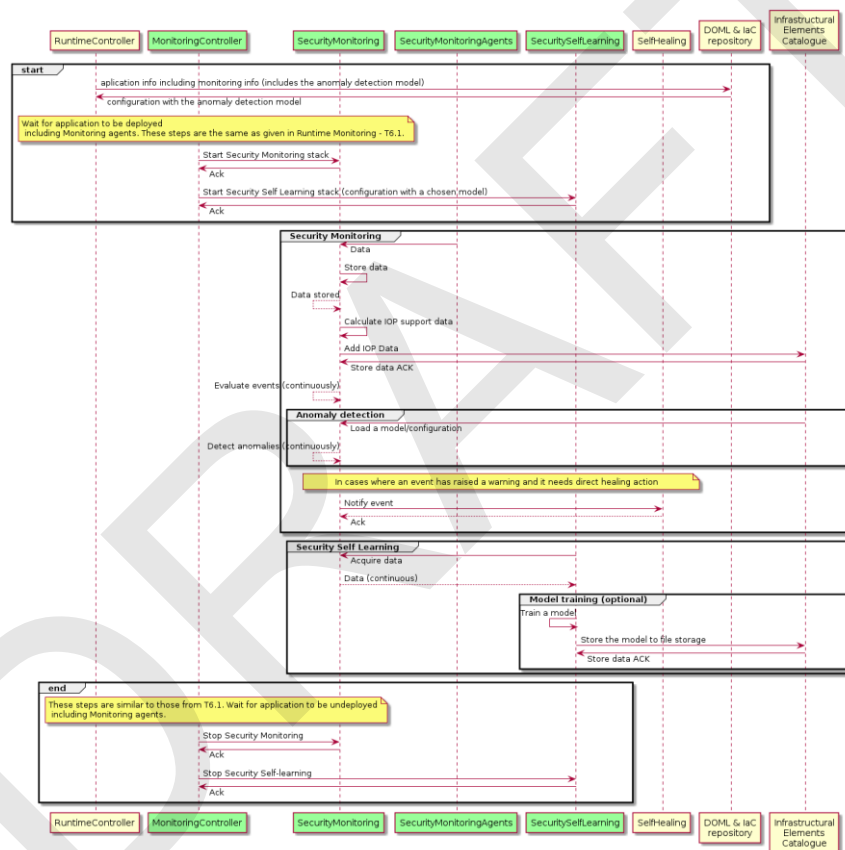 Infrastructural
Elements
Catalogue
DOML & IaC
repository
RuntimeController
MonitoringController
SecurityMonitoring
SecurityMonitoringAgents
SecuritySelfLearning
SelfHealing
start
aplication info including monitoring info (includes the anomaly detection model)
configuration with the anomaly detection model
Wait for application to be deployed
including Monitoring agents. These steps are the same as given in Runtime Monitoring - T6.1.
Start Security Monitoring stack
Ack
Start Security Self Learning stack (configuration with a chosen model)
Ack
Security Monitoring
Data
Store data
Data stored
Calculate IOP support data
Add IOP Data
Store data ACK
Evaluate events (continuously)
Anomaly detection
Load a model/configuration
Detect anomalies (continuously)
In cases where an event has raised a warning and it needs direct healing action
Notify event
Ack
Security Self Learning
Acquire data
Data (continuous)
Model training (optional)
Train a model
Store the model to file storage
Store data ACK
end
These steps are similar to those from T6.1. Wait for application to be undeployed
including Monitoring agents.
Stop Security Monitoring
Ack
Stop Security Self-learning
Ack
RuntimeController
MonitoringController
SecurityMonitoring
SecurityMonitoringAgents
SecuritySelfLearning
SelfHealing
DOML & IaC
repository
Infrastructural
Elements
Catalogue
DRAFT